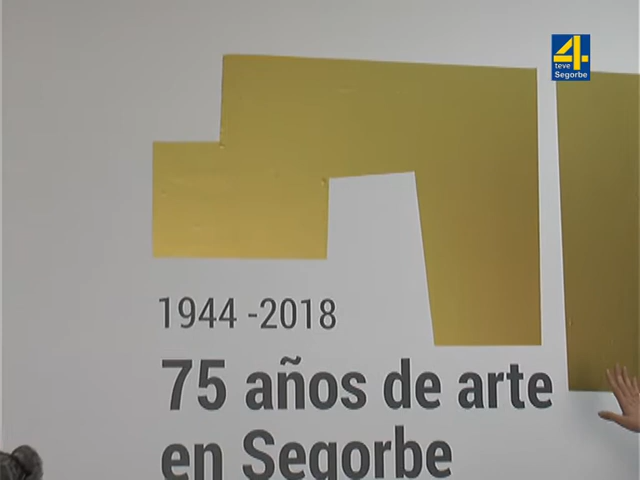 4
teve
Segorbe
1944 -2018
75 años de arte
en Segorbe